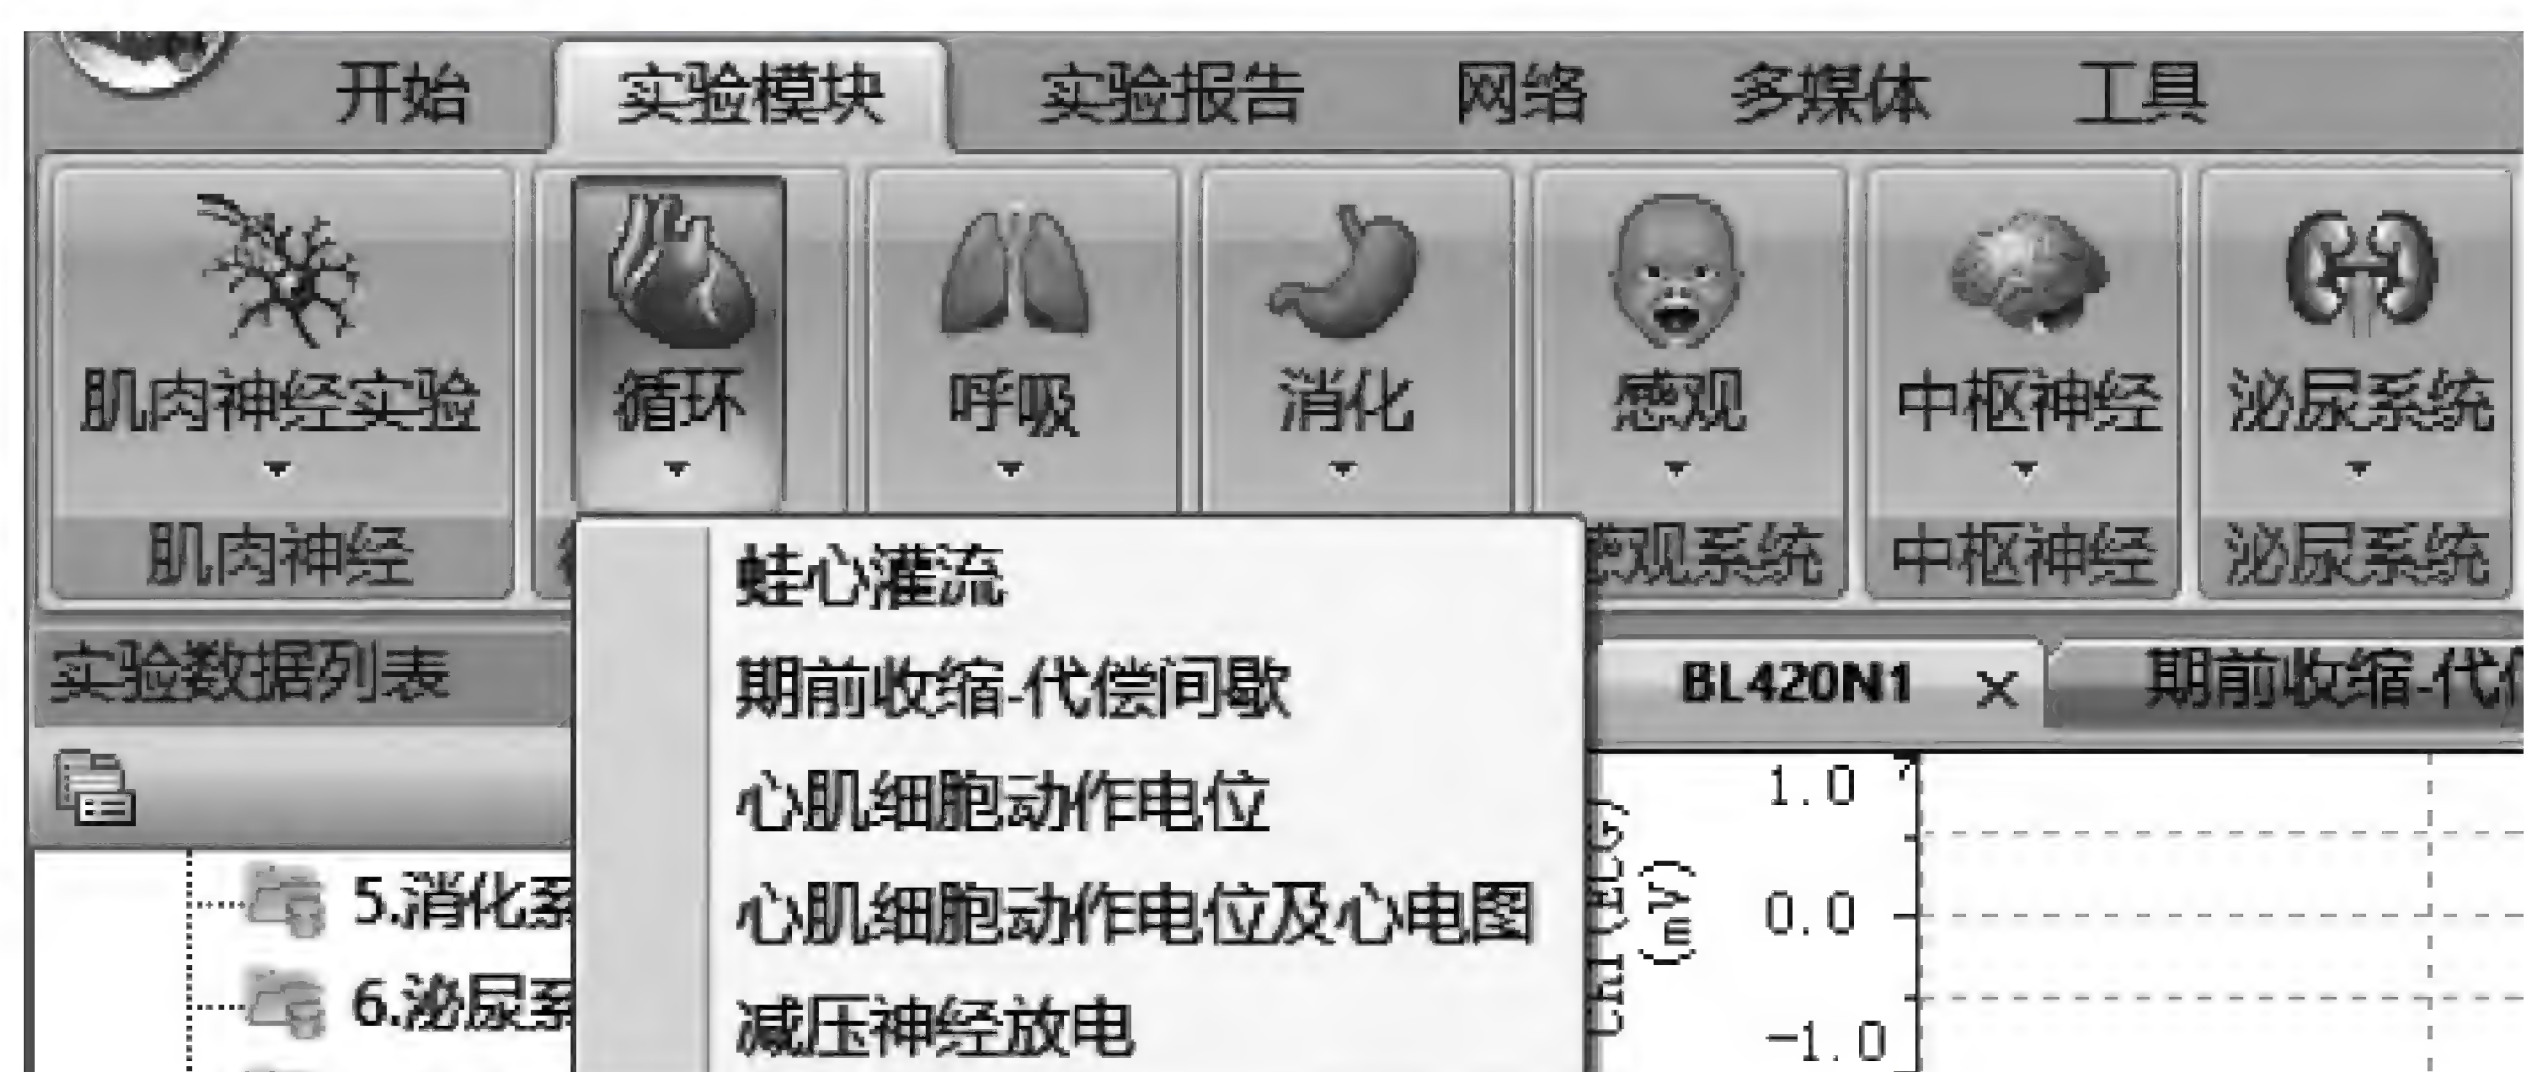 开始 实验模块 实验报告 网络 多媒体 工具
肌肉神经实验 循环 呼吸 消化 感观 中枢神经 泌尿系统
肌肉神经 观系统 中枢神经 泌尿系统
蛙心灌流
实验数据列表 期前收缩-代偿间歇 BL420N1 × 期前收缩-代
心肌细胞动作电位 1.0
5.消化系 心肌细胞动作电位及心电图 (mV) 0.0
6.泌尿系 减压神经放电 -1.0